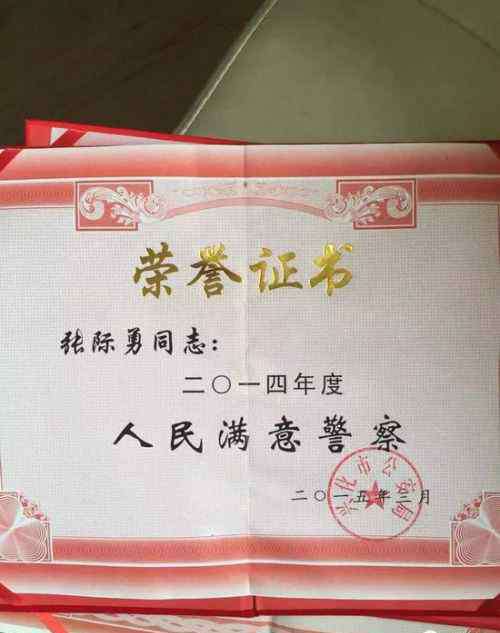 荣誉证书
张际勇同志：
二〇一四年度
人民满意警察
兴化市公安局
二〇一五年三月